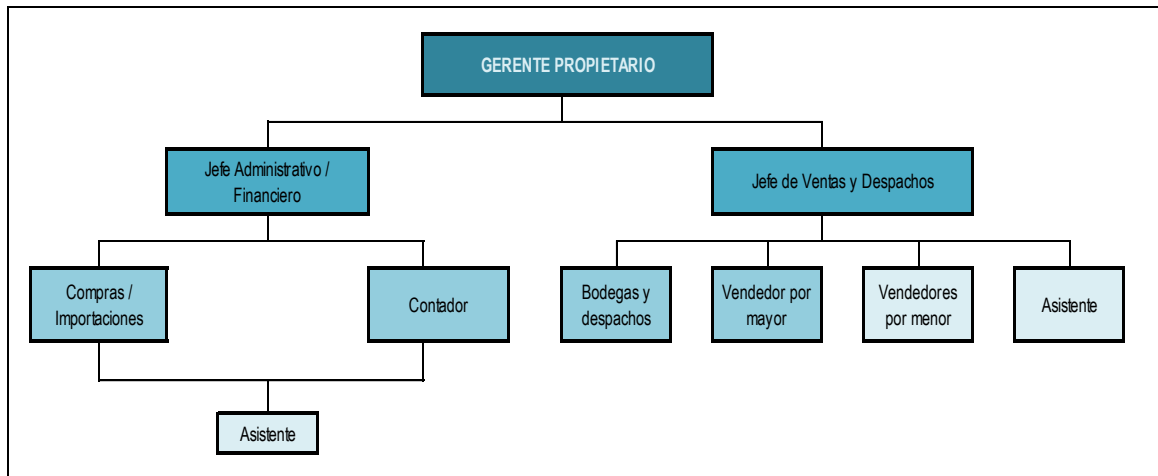 GERENTE PROPIETARIO
Jefe Administrativo /
Financiero
Jefe de Ventas y Despachos
Compras /
Importaciones
Contador
Bodegas y
despachos
Vendedor por
mayor
Vendedores
por menor
Asistente
Asistente